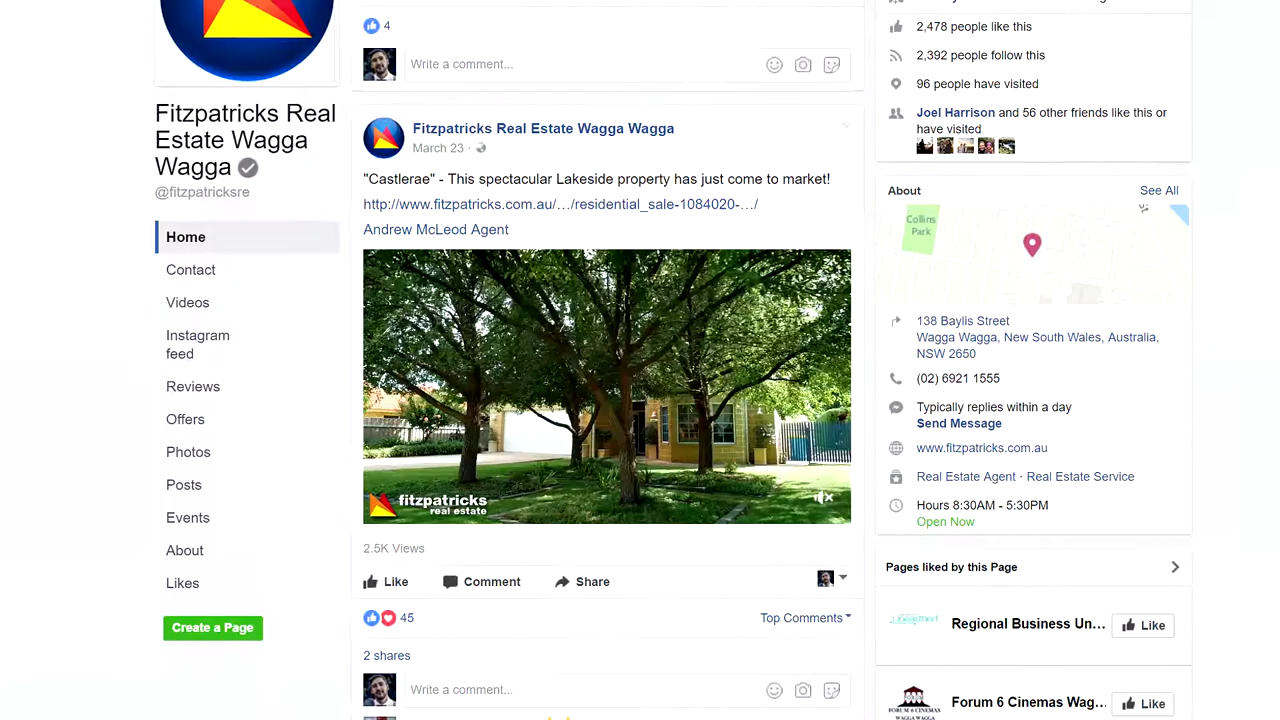 Fitzpatricks Real
Estate Wagga
Wagga
@fitzpatricksre
Home
Contact
Videos
Instagram
feed
Reviews
Offers
Photos
Posts
Events
About
Likes
Create a Page
4
Write a comment...
Fitzpatricks Real Estate Wagga Wagga
March 23 ·
"Castlerae" - This spectacular Lakeside property has just come to market!
http://www.fitzpatricks.com.au/…/residential_sale-1084020-…/
Andrew McLeod Agent
fitzpatricks
real estate
2.5K Views
Like
Comment
Share
45
Top Comments
2 shares
Write a comment...
2,478 people like this
2,392 people follow this
96 people have visited
Joel Harrison and 56 other friends like this or
have visited
About
See All
Collins
Park
138 Baylis Street
Wagga Wagga, New South Wales, Australia,
NSW 2650
(02) 6921 1555
Typically replies within a day
Send Message
www.fitzpatricks.com.au
Real Estate Agent · Real Estate Service
Hours 8:30AM - 5:30PM
Open Now
Pages liked by this Page
Regional Business Un...
Like
FORUM 6 CINEMAS
WAGGA WAGGA
Forum 6 Cinemas Wag...
Like